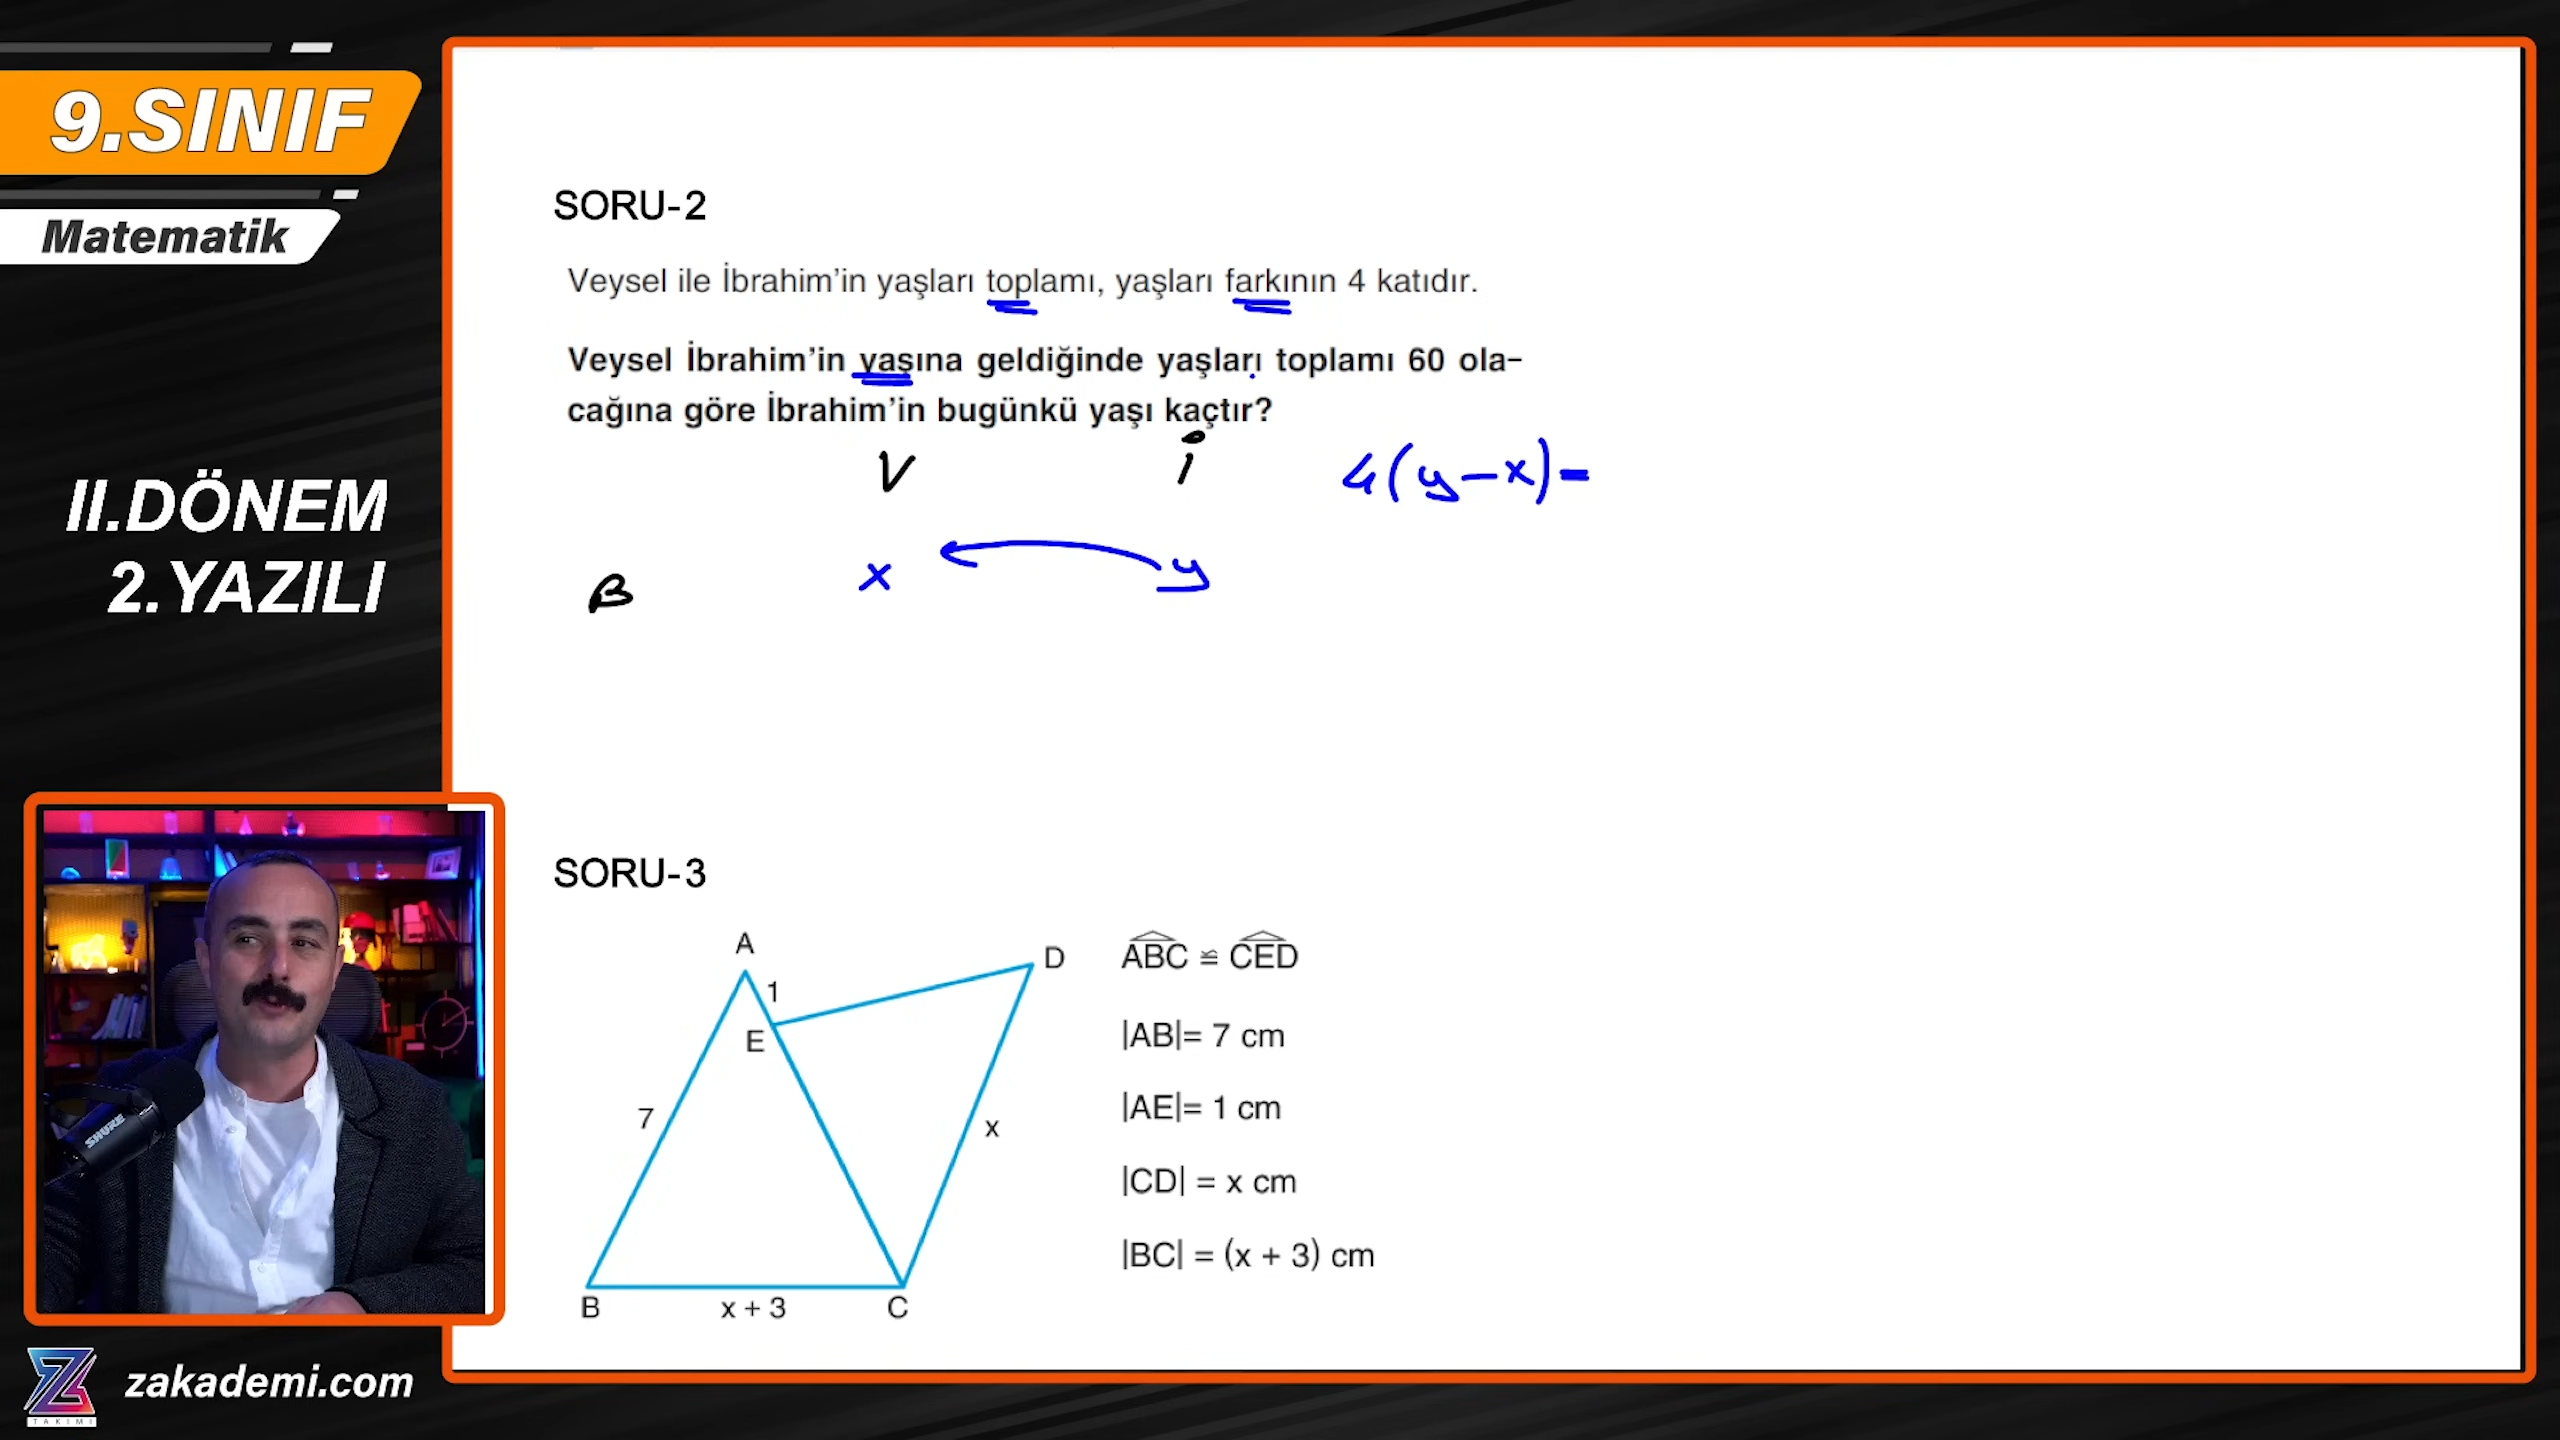 9.SINIF
Matematik
II.DÖNEM
2.YAZILI
SORU-2
Veysel ile İbrahim'in yaşları toplamı, yaşları farkının 4 katıdır.
Veysel İbrahim'in yaşına geldiğinde yaşları toplamı 60 ola-
cağına göre İbrahim'in bugünkü yaşı kaçtır?
V İ 4(y-x)=
B x y
SORU-3
A
1
E
D
7
x
B
x + 3
C
ABC ≅ CED
|AB|= 7 cm
|AE|= 1 cm
|CD| = x cm
|BC| = (x + 3) cm
SHURE
Z
TAKIMI
zakademi.com